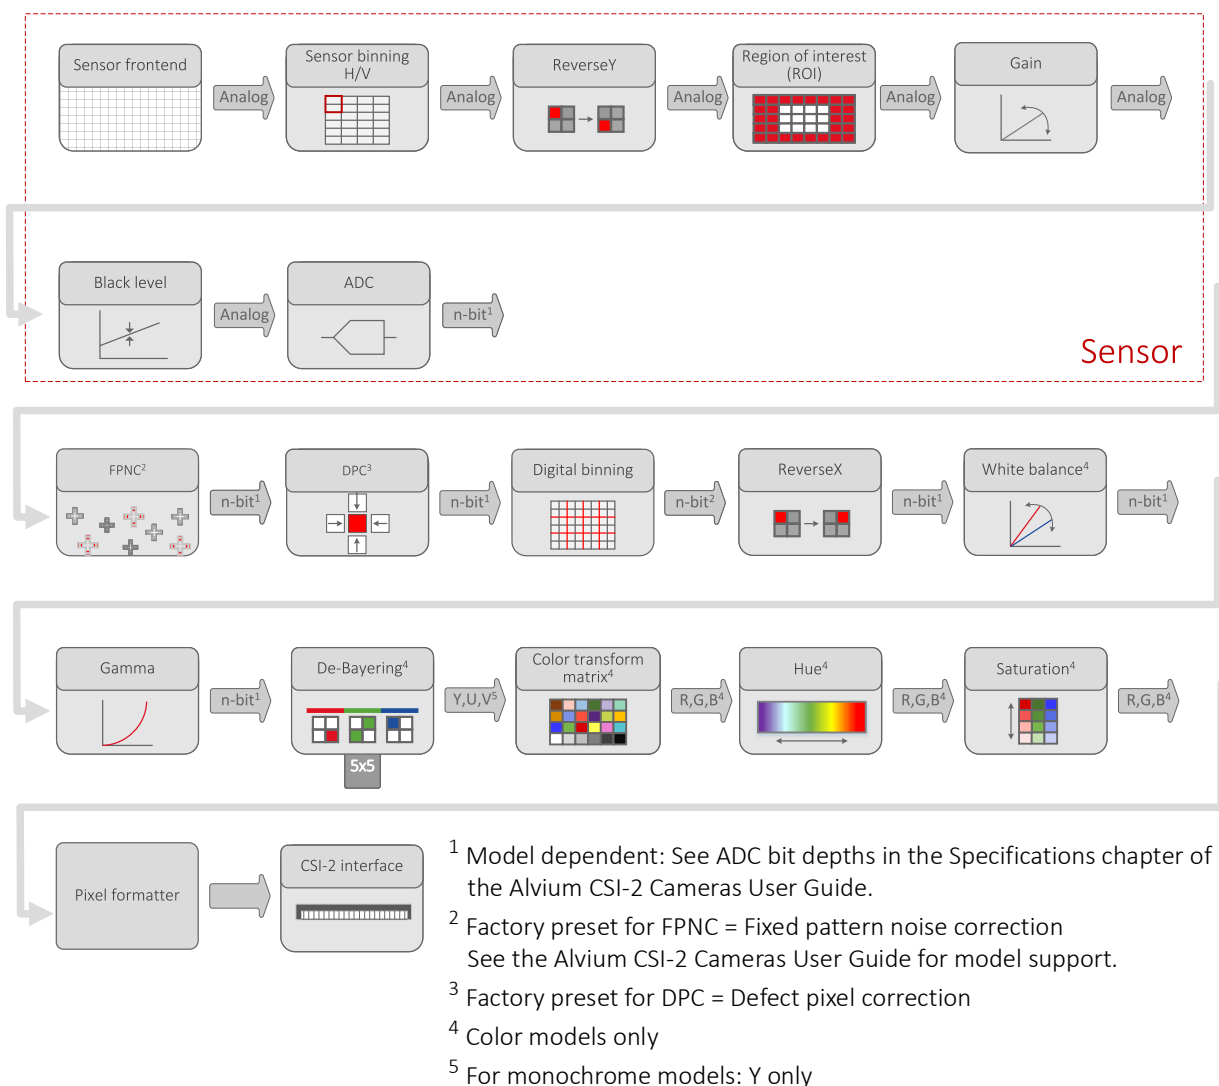 Sensor frontend
Analog
Sensor binning
H/V
Analog
ReverseY
Analog
Region of interest
(ROI)
Analog
Gain
Analog
Black level
Analog
ADC
n-bit¹
Sensor
FPNC²
n-bit¹
DPC³
n-bit¹
Digital binning
n-bit²
ReverseX
n-bit¹
White balance⁴
n-bit¹
Gamma
n-bit¹
De-Bayering⁴
5x5
Y,U,V⁵
Color transform
matrix⁴
R,G,B⁴
Hue⁴
R,G,B⁴
Saturation⁴
R,G,B⁴
Pixel formatter
CSI-2 interface
¹ Model dependent: See ADC bit depths in the Specifications chapter of
the Alvium CSI-2 Cameras User Guide.
² Factory preset for FPNC = Fixed pattern noise correction
See the Alvium CSI-2 Cameras User Guide for model support.
³ Factory preset for DPC = Defect pixel correction
⁴ Color models only
⁵ For monochrome models: Y only